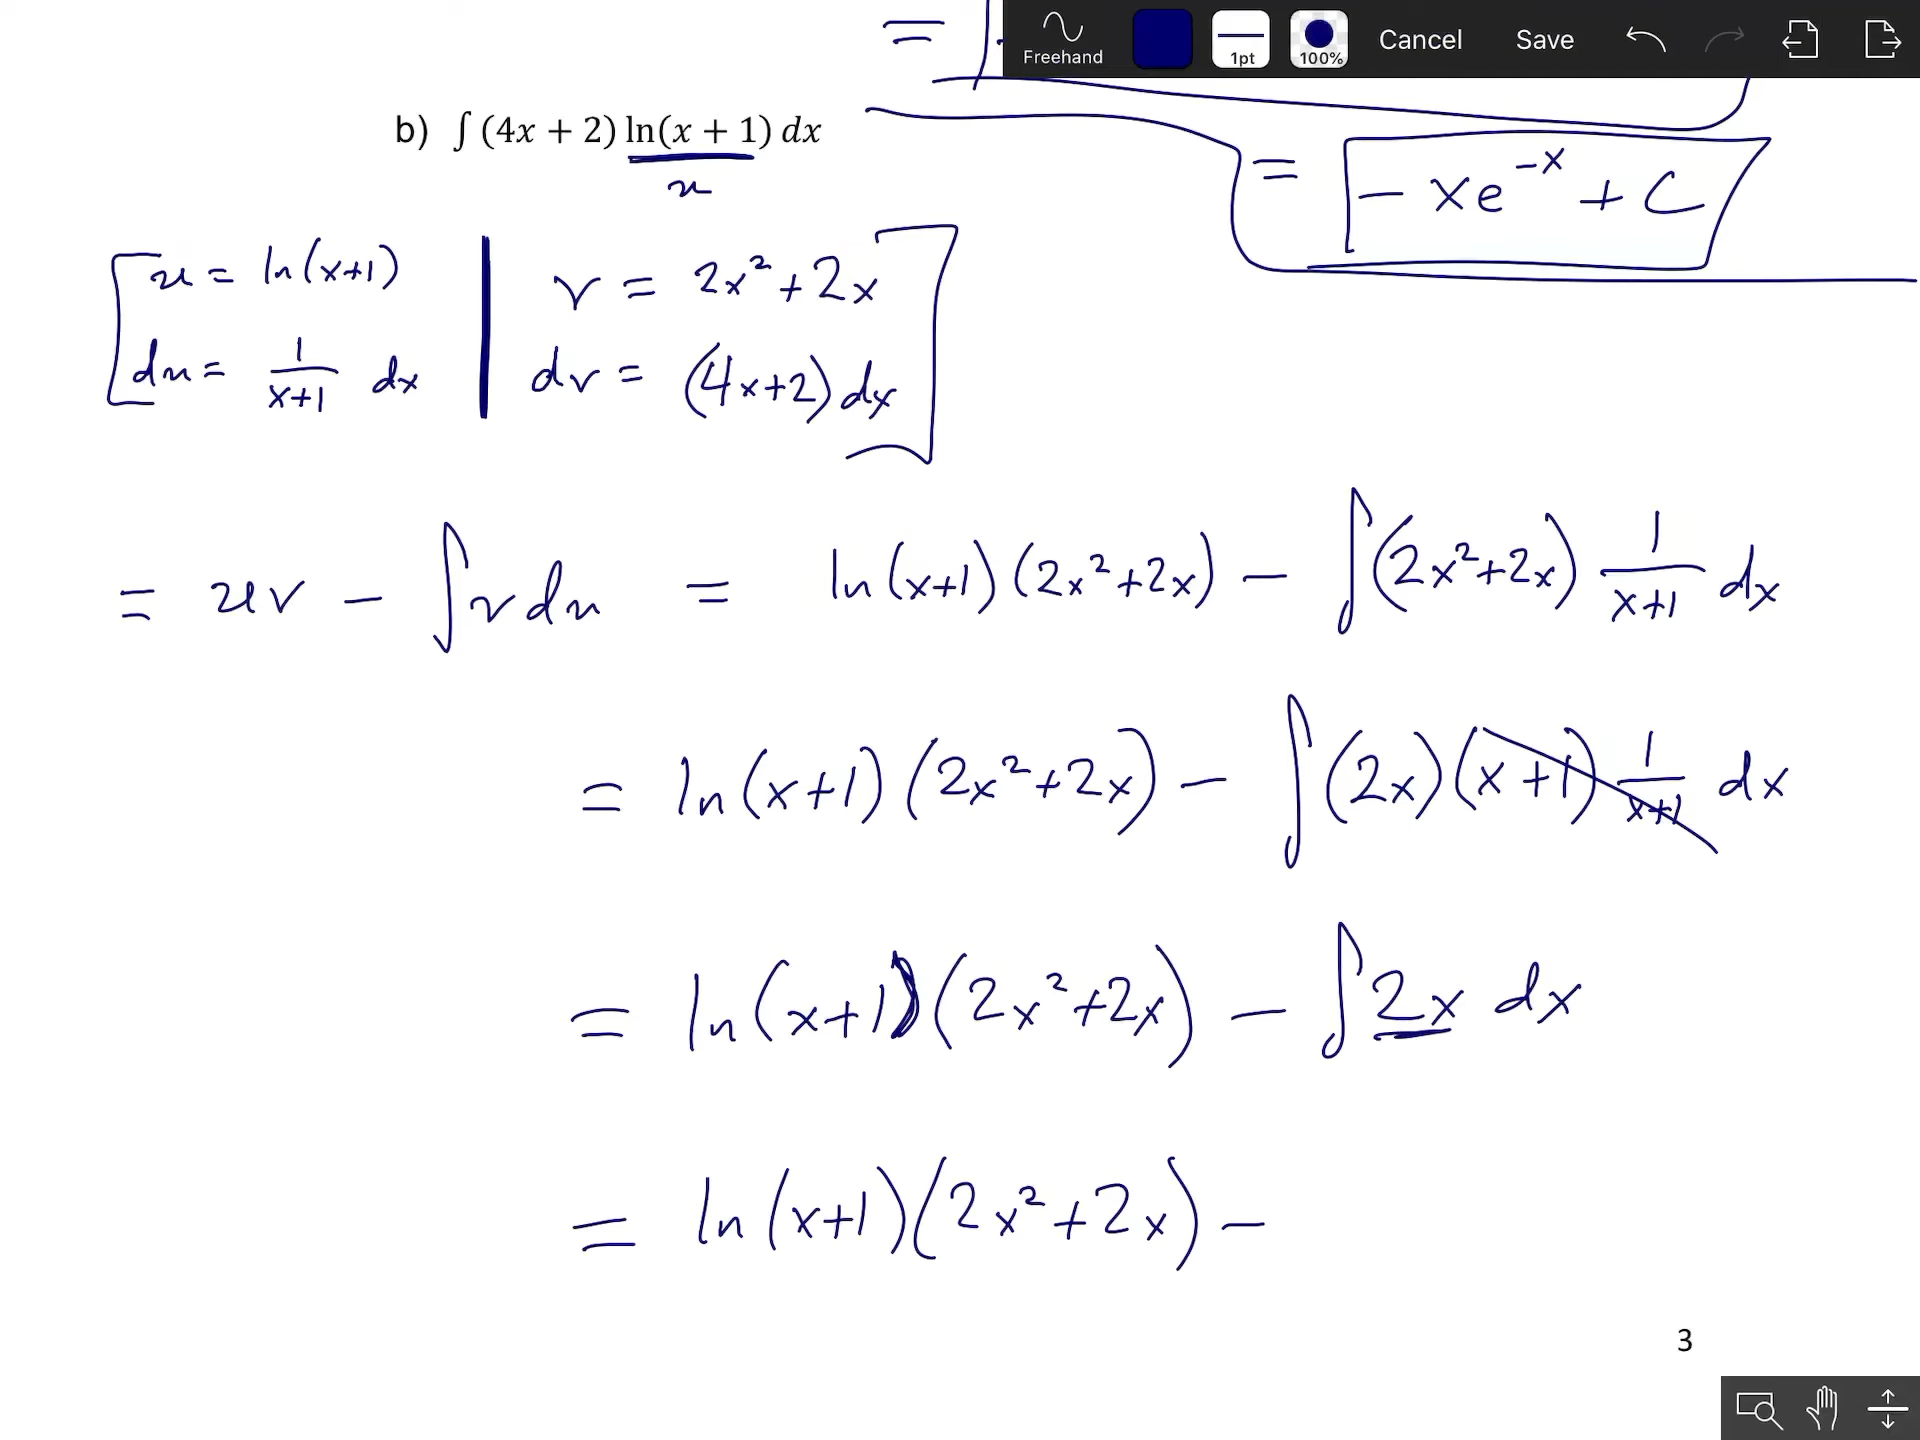 = ∫
Freehand 1pt 100% Cancel Save
b) ∫ (4x + 2) ln(x + 1) dx
u
= -xe^{-x} + C
u = ln(x+1) | v = 2x² + 2x
du = 1/(x+1) dx | dv = (4x+2) dx
= uv - ∫ v du = ln(x+1) (2x²+2x) - ∫ (2x²+2x) 1/(x+1) dx
= ln(x+1) (2x²+2x) - ∫ (2x) (x+1) 1/(x+1) dx
= ln(x+1) (2x²+2x) - ∫ 2x dx
= ln(x+1) (2x²+2x) -
3